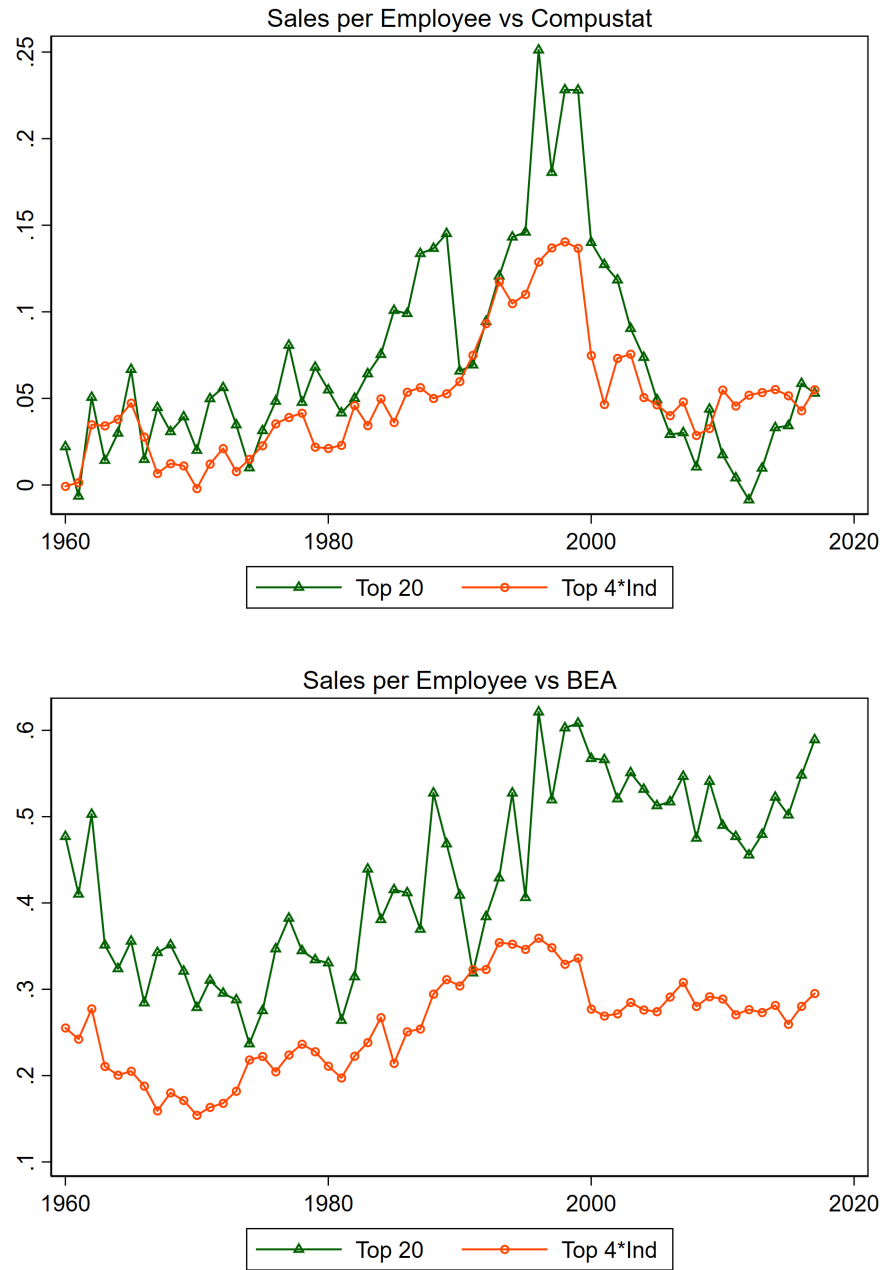 Sales per Employee vs Compustat
.25
.2
.15
.1
.05
0
1960 1980 2000 2020
Top 20 Top 4*Ind
Sales per Employee vs BEA
.6
.5
.4
.3
.2
.1
1960 1980 2000 2020
Top 20 Top 4*Ind